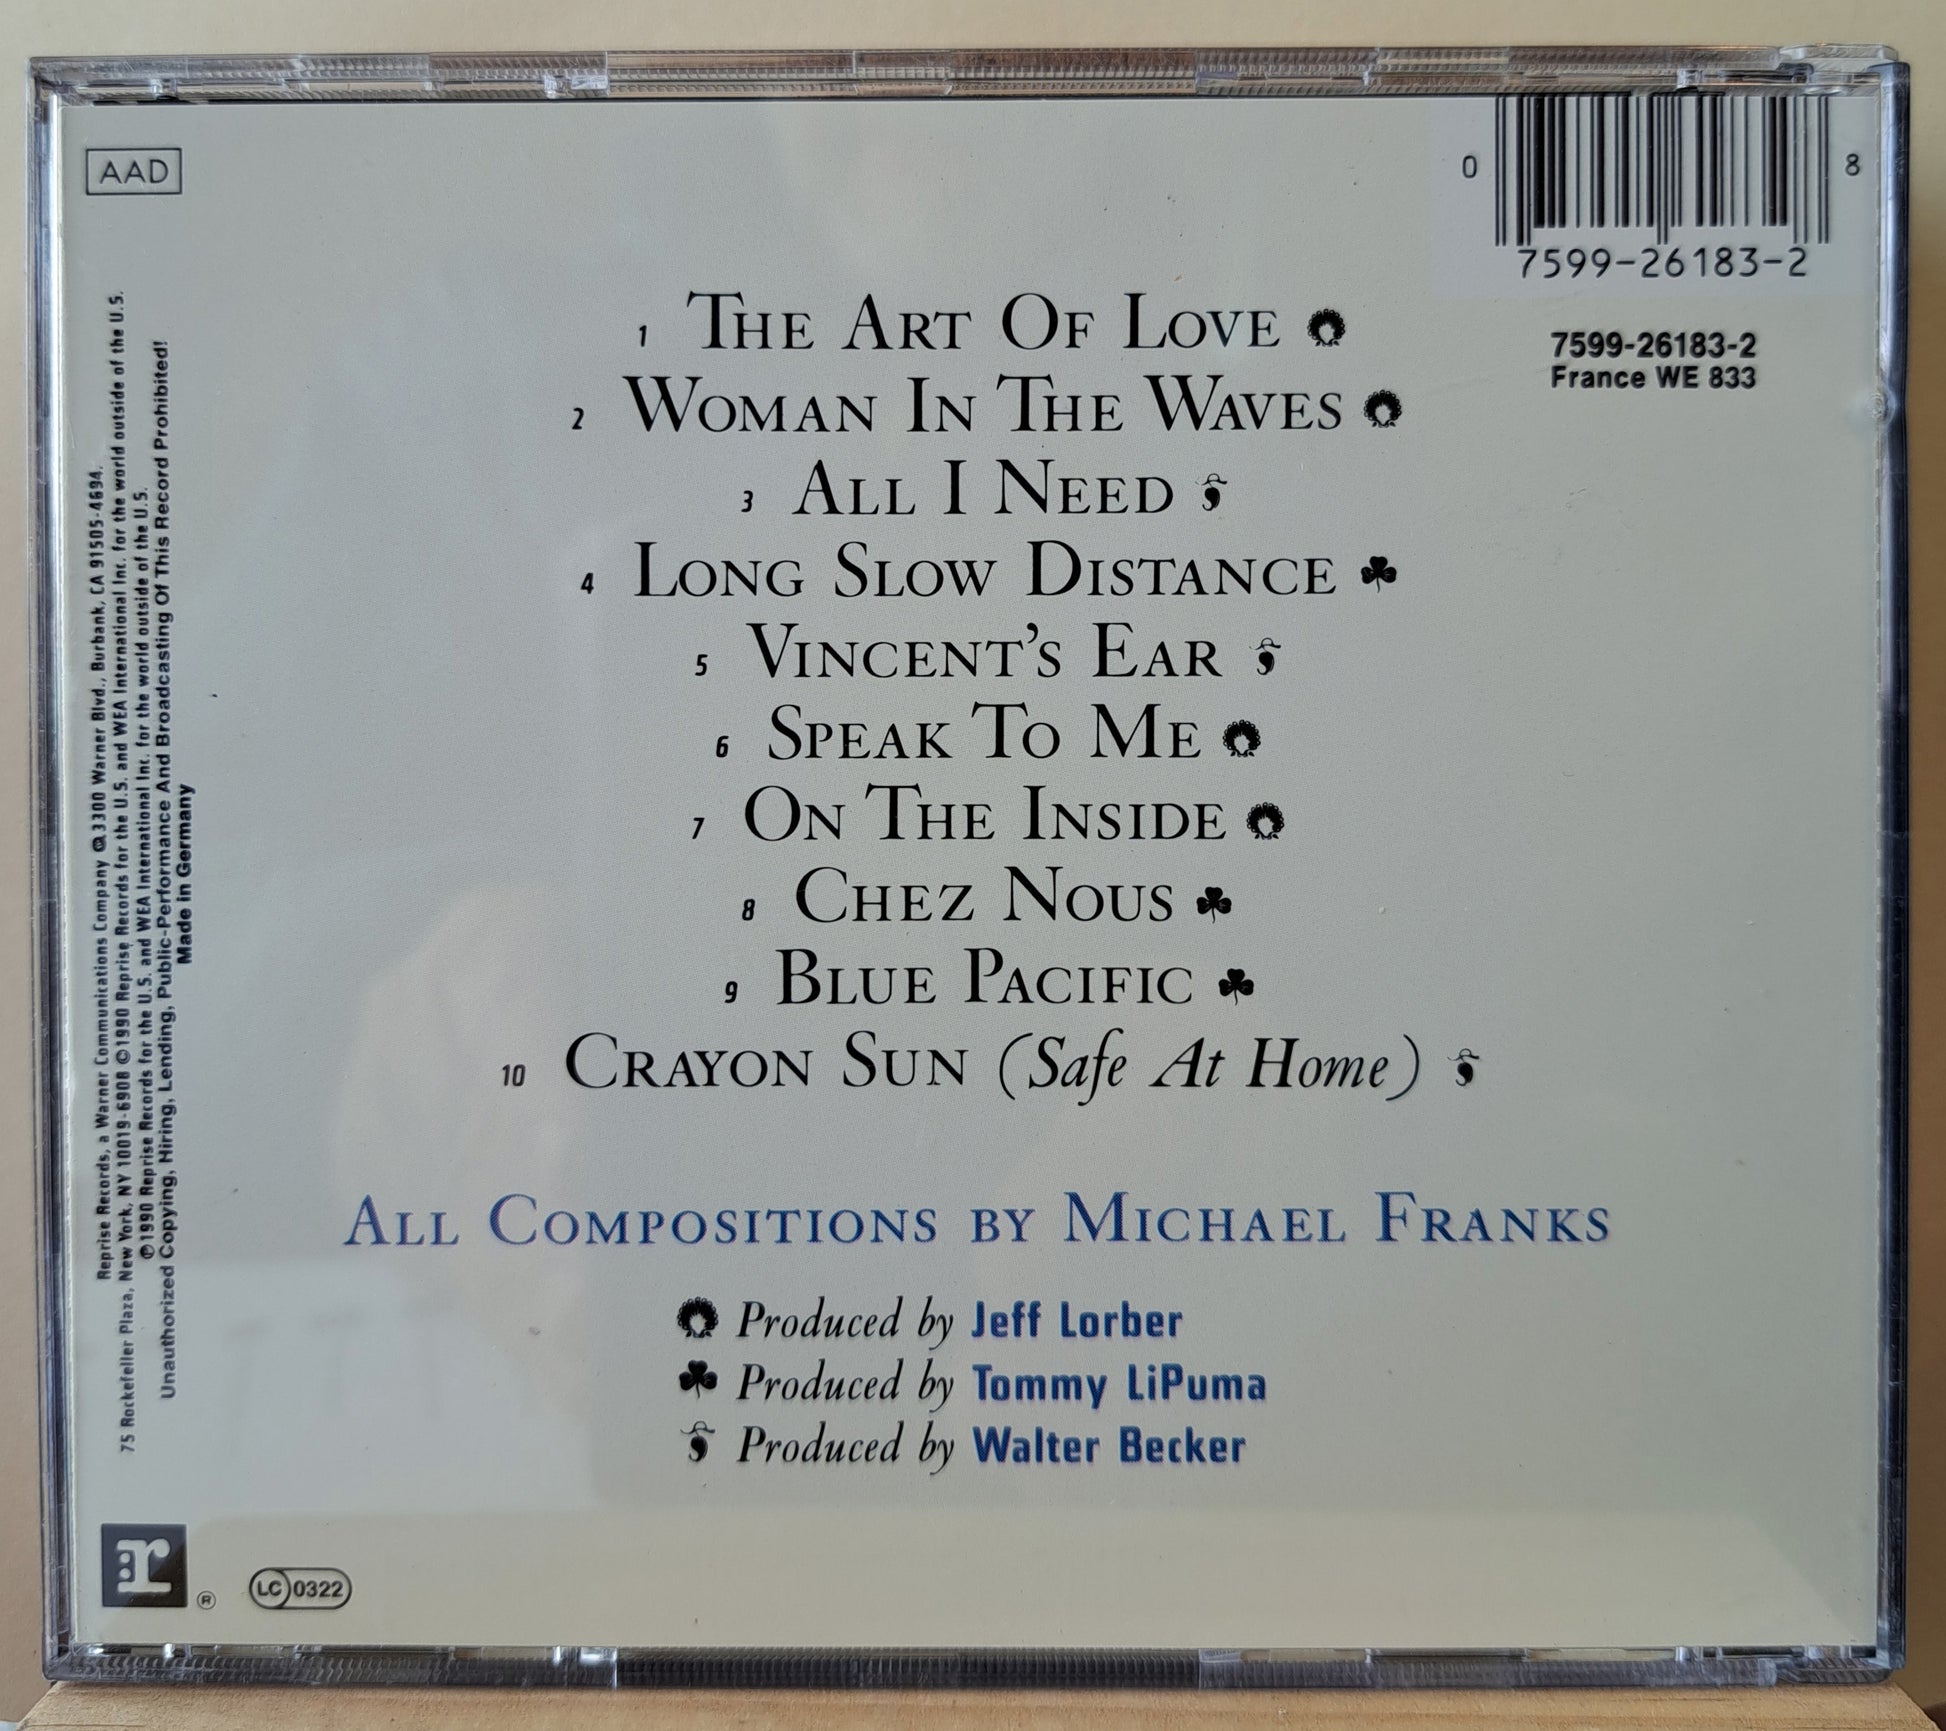 AAD
0 8
7599-26183-2
7599-26183-2
France WE 833
1 The Art Of Love
2 Woman In The Waves
3 All I Need
4 Long Slow Distance
5 Vincent's Ear
6 Speak To Me
7 On The Inside
8 Chez Nous
9 Blue Pacific
10 Crayon Sun (Safe At Home)
All Compositions by Michael Franks
Produced by Jeff Lorber
Produced by Tommy LiPuma
Produced by Walter Becker
Reprise Records, a Warner Communications Company 3300 Warner Blvd., Burbank, CA 91505-4694.
75 Rockefeller Plaza, New York, NY 10019-6908 ©1990 Reprise Records for the U.S. and WEA International Inc. for the world outside of the U.S.
℗1990 Reprise Records for the U.S. and WEA International Inc. for the world outside of the U.S.
Unauthorized Copying, Hiring, Lending, Public-Performance And Broadcasting Of This Record Prohibited!
Made in Germany
:r ®
LC 0322